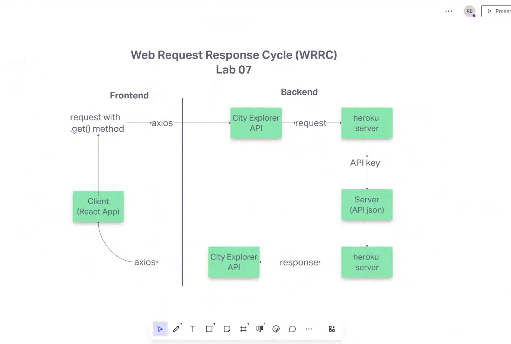 RB
Present
Web Request Response Cycle (WRRC)
Lab 07
Frontend
Backend
request with
.get() method
axios
City Explorer
API
request
heroku
server
API key
Client
(React App)
Server
(API json)
axios
City Explorer
API
response
heroku
server
T